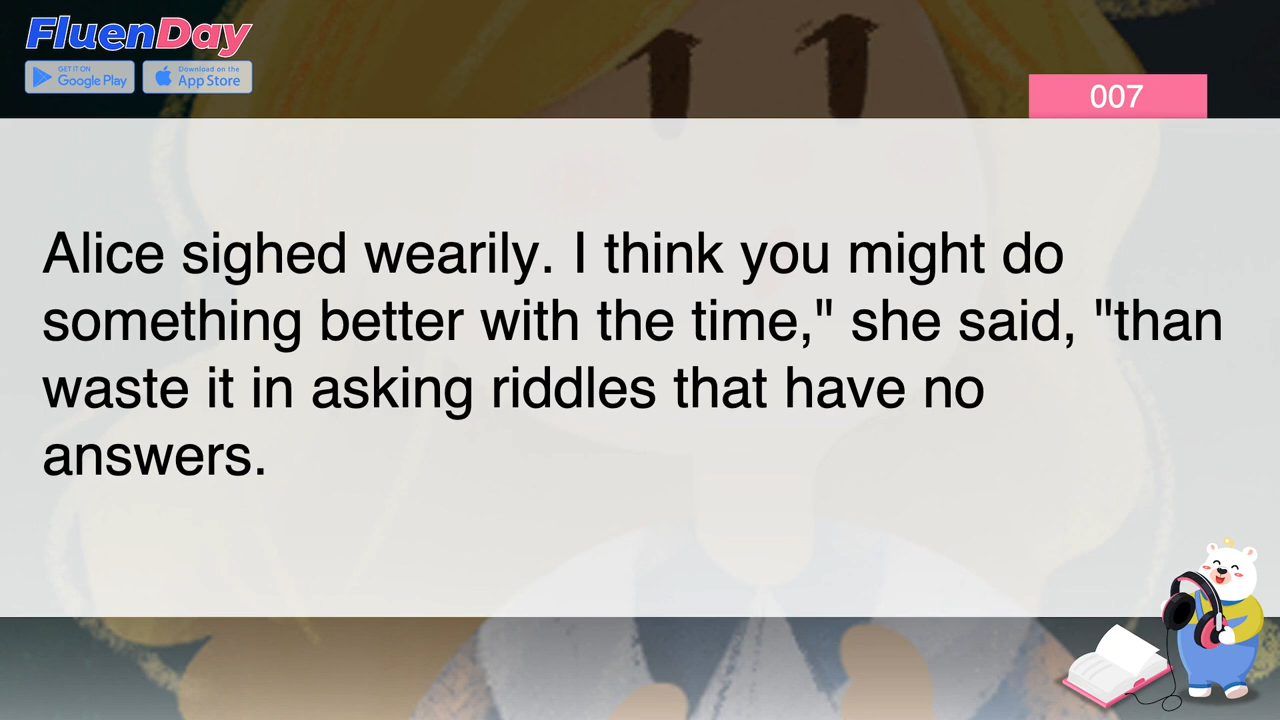 FluenDay
GET IT ON
Google Play
Download on the
App Store
007
Alice sighed wearily. I think you might do
something better with the time," she said, "than
waste it in asking riddles that have no
answers.